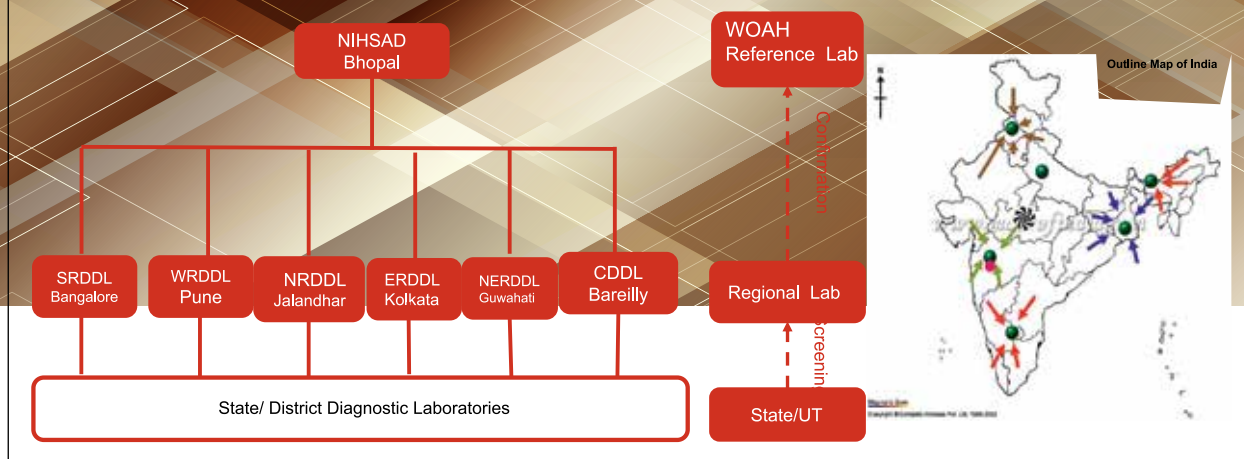 NIHSAD
Bhopal
WOAH
Reference Lab
Outline Map of India
N
Confirmation
SRDDL
Bangalore
WRDDL
Pune
NRDDL
Jalandhar
ERDDL
Kolkata
NERDDL
Guwahati
CDDL
Bareilly
Regional Lab
Screenin
State/ District Diagnostic Laboratories
State/UT